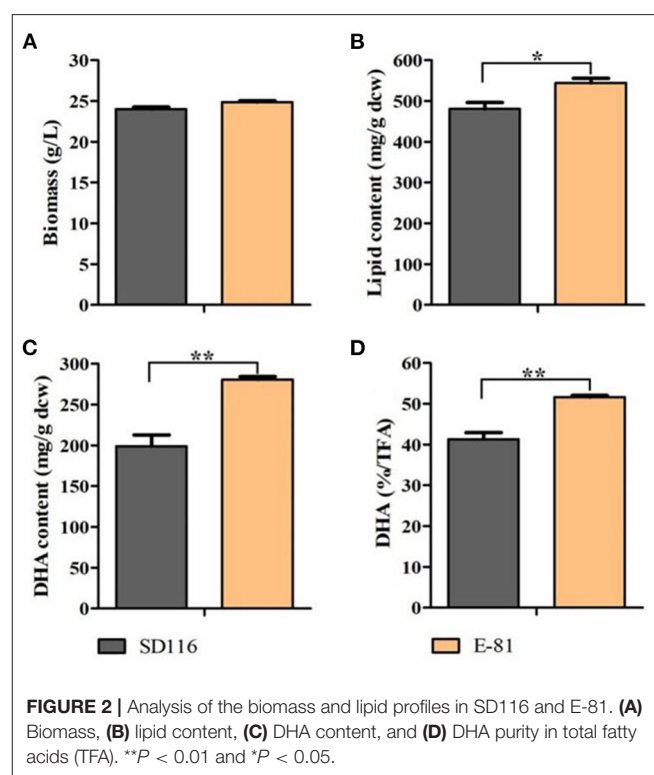 A
B
30
25
20
15
10
5
0
Biomass (g/L)
600
500
400
300
200
100
0
Lipid content (mg/g dcw)
*
C
D
300
250
200
150
100
50
0
DHA content (mg/g dcw)
**
60
50
40
30
20
10
0
DHA (%/TFA)
**
SD116
E-81
FIGURE 2 | Analysis of the biomass and lipid profiles in SD116 and E-81. (A)
Biomass, (B) lipid content, (C) DHA content, and (D) DHA purity in total fatty
acids (TFA). **P < 0.01 and *P < 0.05.